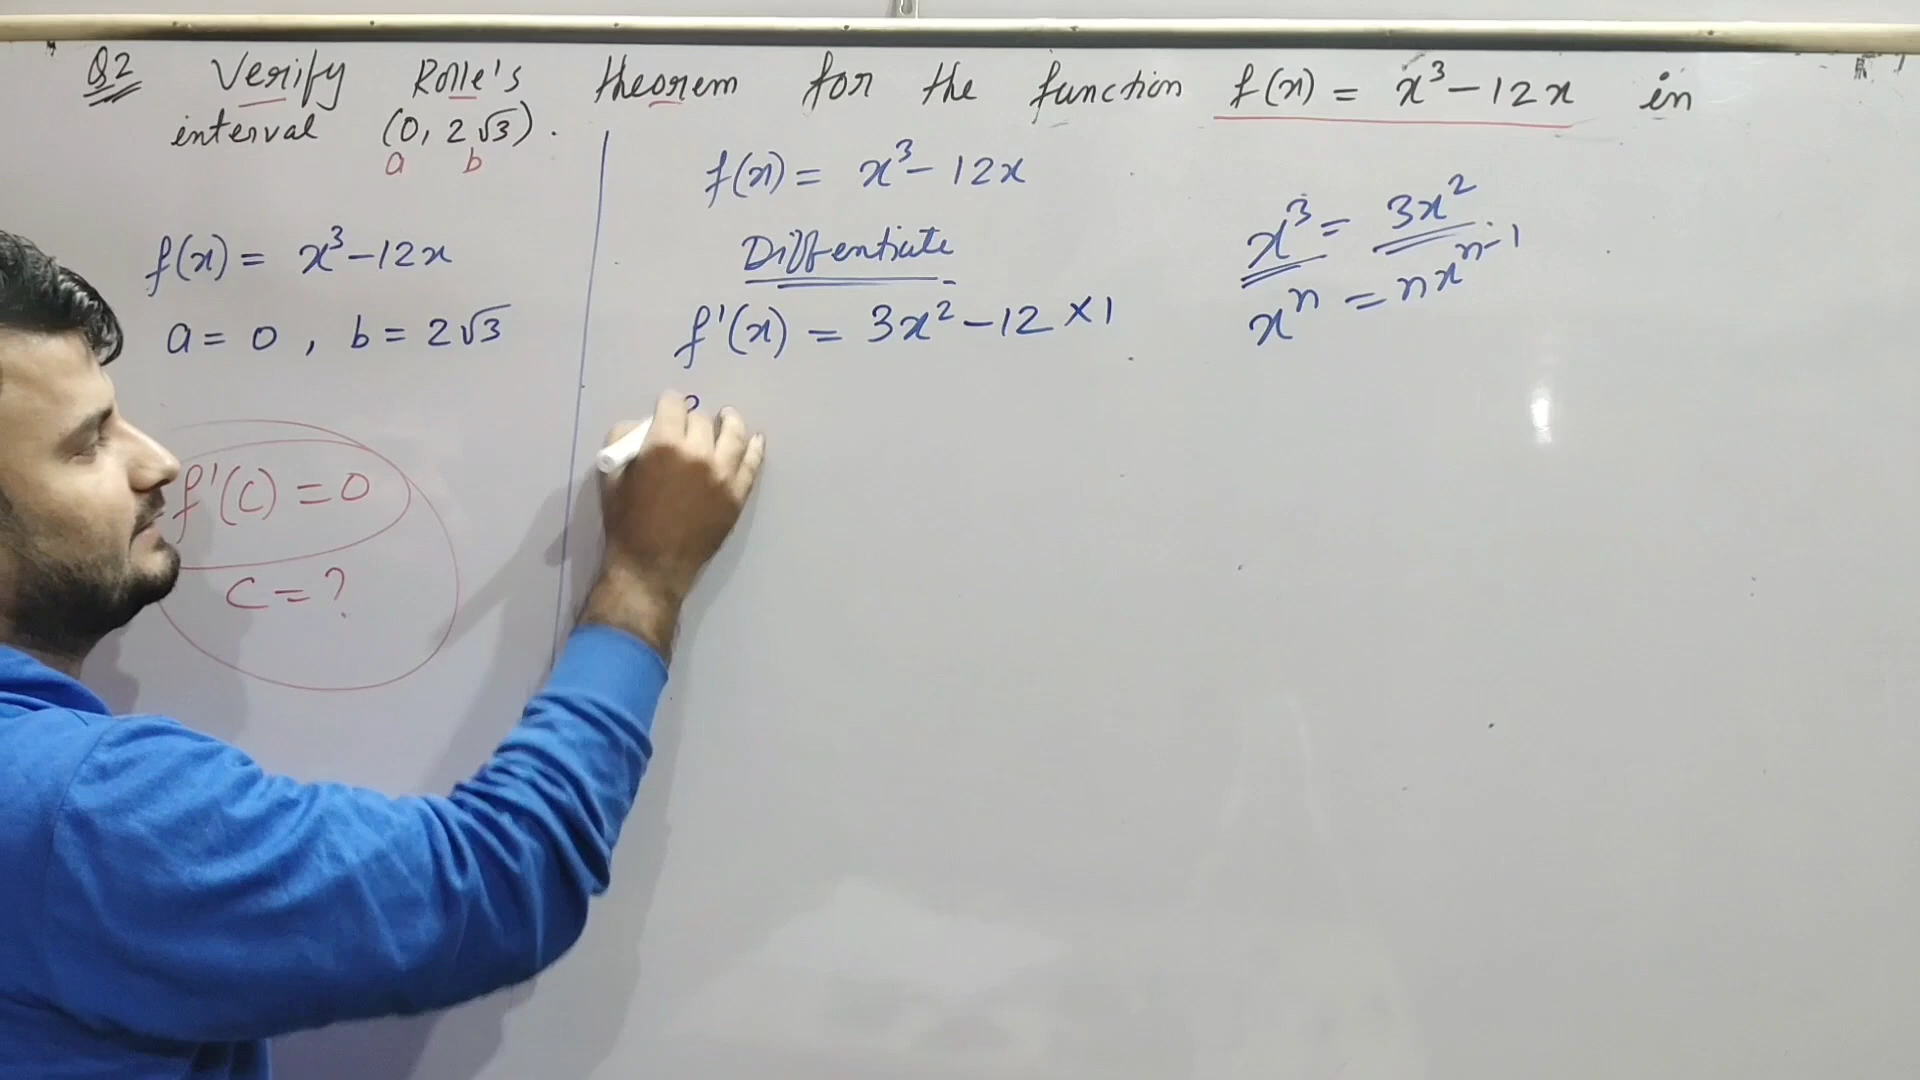 Q2 Verify Rolle's theorem for the function f(x) = x³-12x in
interval (0, 2√3).
a b
f(x) = x³-12x
a = 0 , b = 2√3
f'(c) = 0
c = ?
f(x) = x³-12x
Diffentiate
f'(x) = 3x²-12 ×1
x³ = 3x²
xⁿ = nxⁿ⁻¹